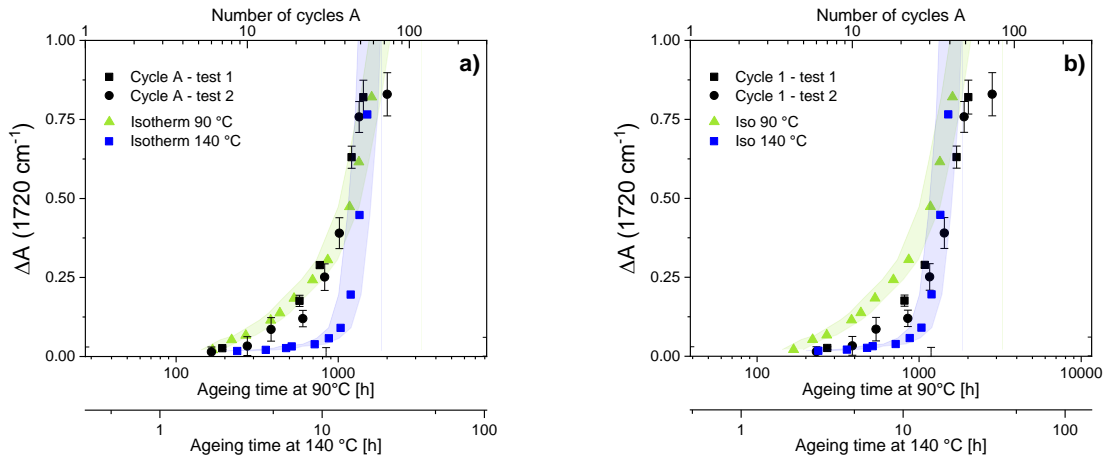 Number of cycles A
1 10 100
1.00
0.75
0.50
0.25
0.00
ΔA (1720 cm⁻¹)
a)
Cycle A - test 1
Cycle A - test 2
Isotherm 90 °C
Isotherm 140 °C
100 1000
Ageing time at 90°C [h]
1 10 100
Ageing time at 140 °C [h]
Number of cycles A
1 10 100
1.00
0.75
0.50
0.25
0.00
ΔA (1720 cm⁻¹)
b)
Cycle 1 - test 1
Cycle 1 - test 2
Iso 90 °C
Iso 140 °C
100 1000 10000
Ageing time at 90°C [h]
1 10 100
Ageing time at 140 °C [h]